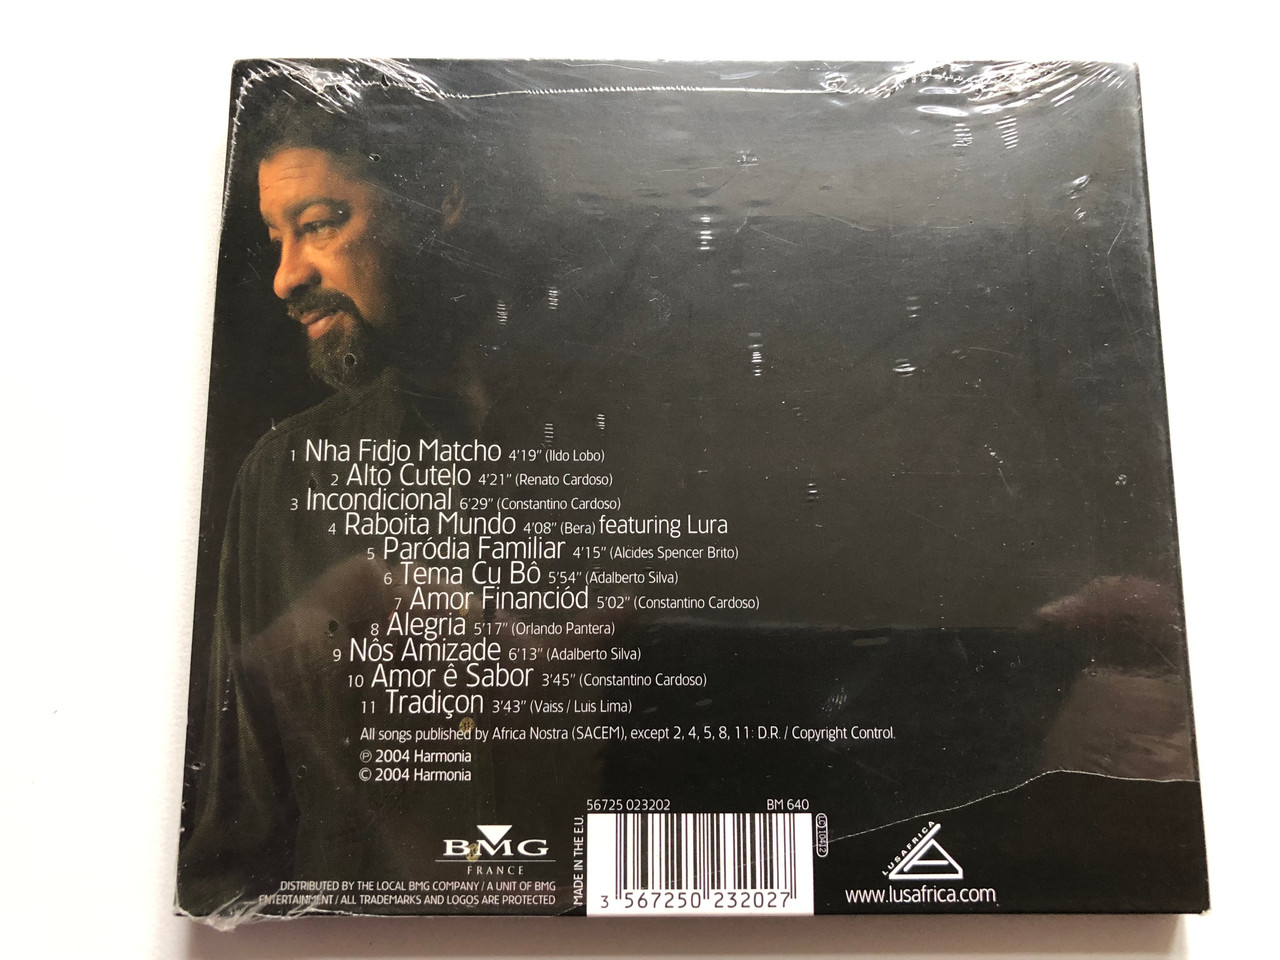 1 Nha Fidjo Matcho 4'19" (Ildo Lobo)
2 Alto Cutelo 4'21" (Renato Cardoso)
3 Incondicional 6'29" (Constantino Cardoso)
4 Raboita Mundo 4'08" (Bera) featuring Lura
5 Paródia Familiar 4'15" (Alcides Spencer Brito)
6 Tema Cu Bô 5'54" (Adalberto Silva)
7 Amor Financiód 5'02" (Constantino Cardoso)
8 Alegria 5'17" (Orlando Pantera)
9 Nôs Amizade 6'13" (Adalberto Silva)
10 Amor ê Sabor 3'45" (Constantino Cardoso)
11 Tradiçon 3'43" (Vaiss / Luis Lima)
All songs published by Africa Nostra (SACEM), except 2, 4, 5, 8, 11: D.R. / Copyright Control.
℗ 2004 Harmonia
© 2004 Harmonia
BMG
FRANCE
DISTRIBUTED BY THE LOCAL BMG COMPANY / A UNIT OF BMG
ENTERTAINMENT / ALL TRADEMARKS AND LOGOS ARE PROTECTED
MADE IN THE E.U.
56725 023202 BM 640
LC 10412
3 567250 232027
LUSAFRICA
www.lusafrica.com